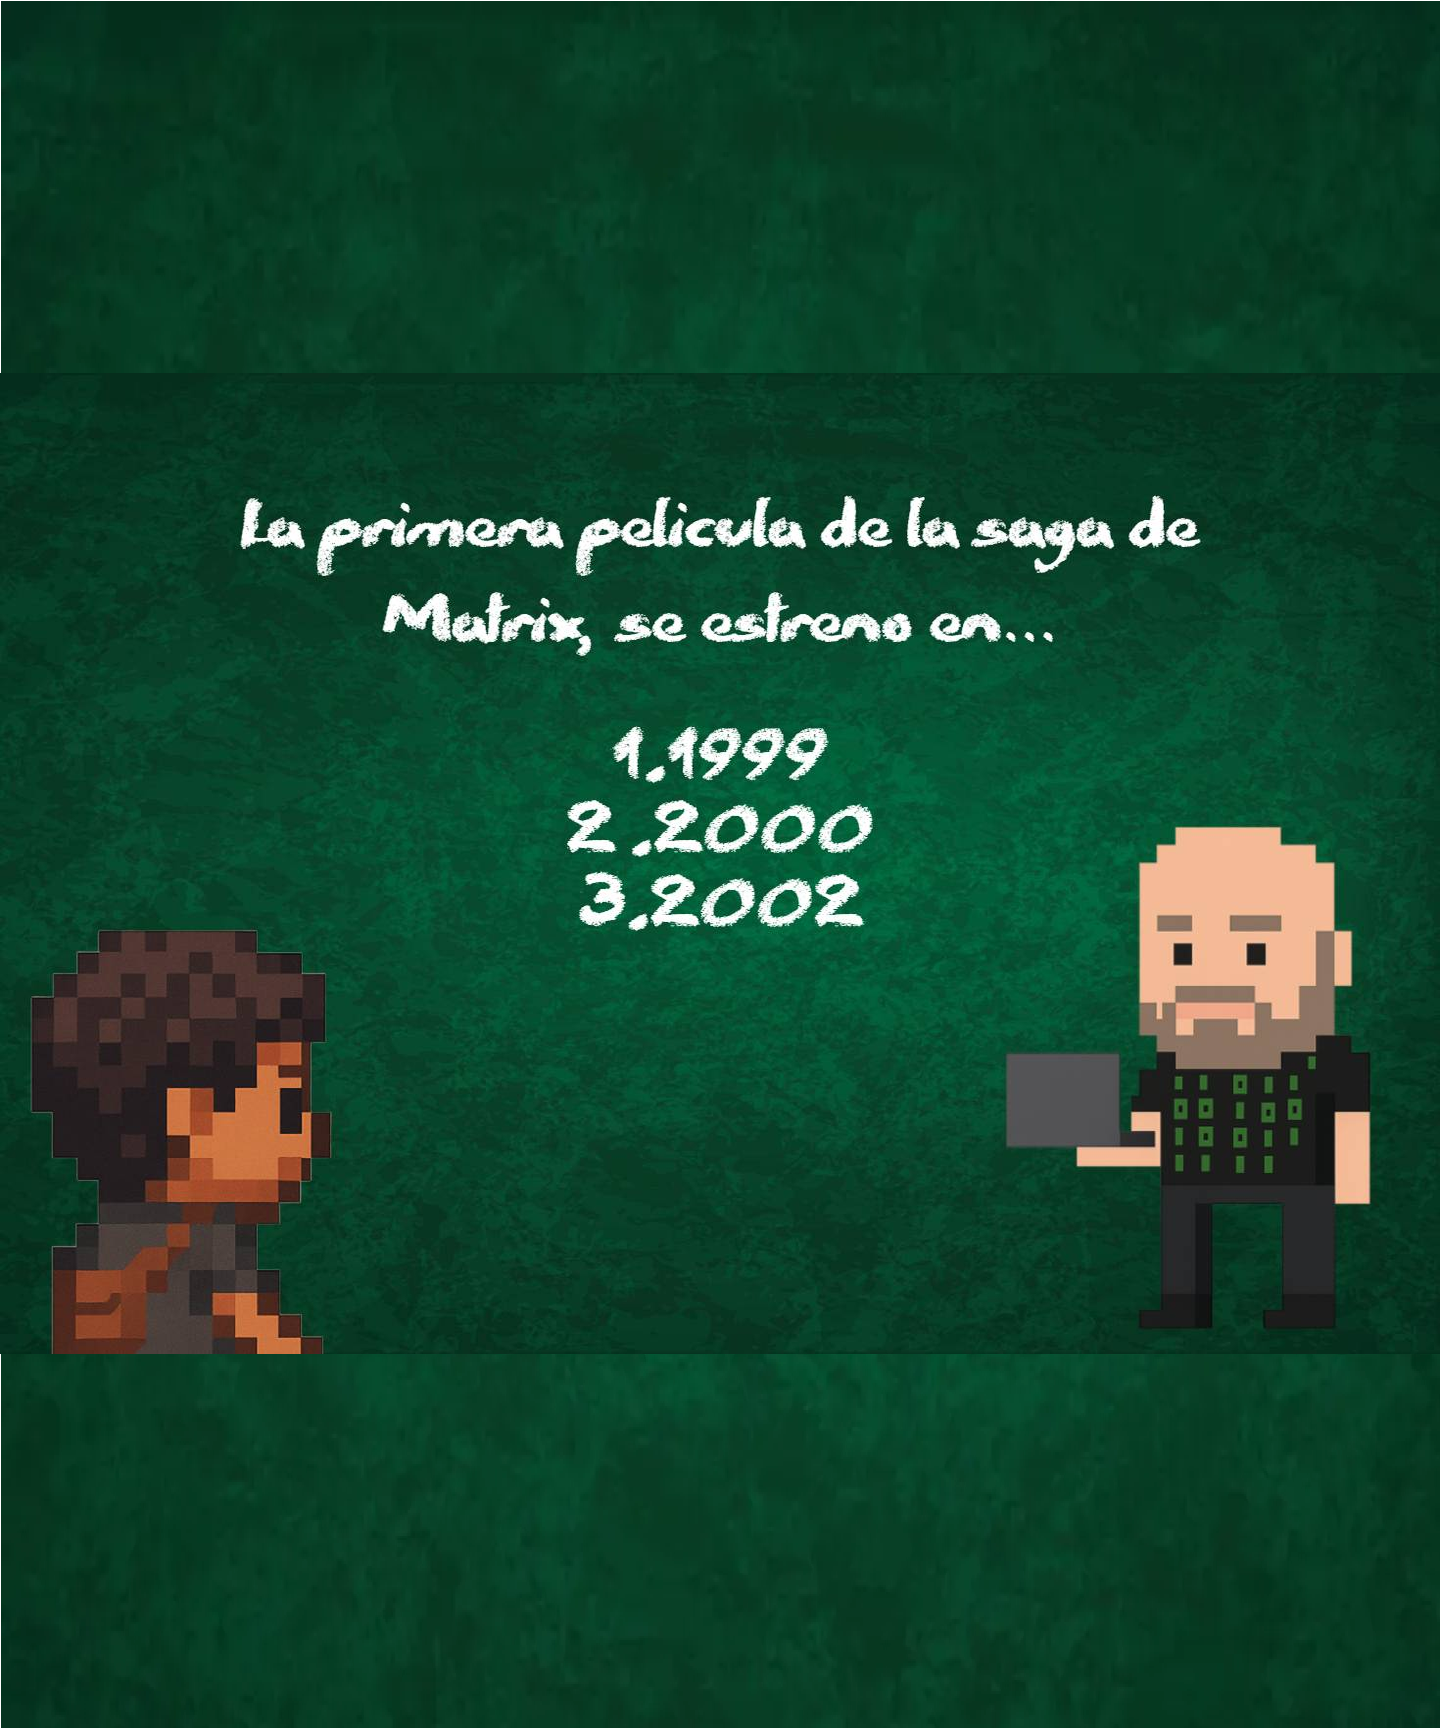 La primera pelicula de la saga de
Matrix, se estreno en...
1.1999
2 .2000
3.2002